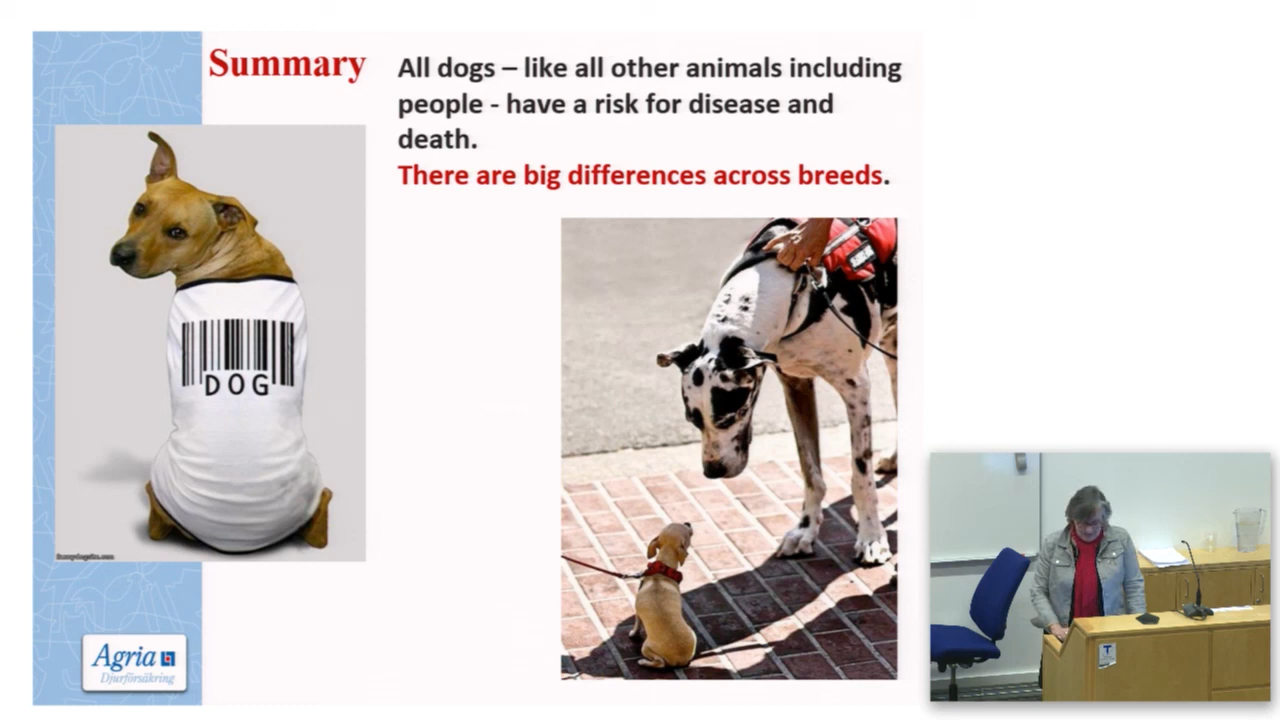 Summary
All dogs – like all other animals including
people - have a risk for disease and
death.
There are big differences across breeds.
DOG
Agria
Djurförsäkring